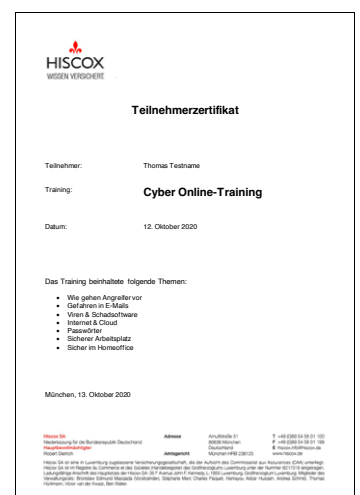 HISCOX
WISSEN VERSICHERT.
Teilnehmerzertifikat
Teilnehmer: Thomas Testname
Training: Cyber Online-Training
Datum: 12. Oktober 2020
Das Training beinhaltete folgende Themen:
• Wie gehen Angreifer vor
• Gefahren in E-Mails
• Viren & Schadsoftware
• Internet & Cloud
• Passwörter
• Sicherer Arbeitsplatz
• Sicher im Homeoffice
München, 13. Oktober 2020
Hiscox SA Adresse Arnulfstraße 31
Niederlassung für die Bundesrepublik Deutschland 80636 München
Hauptbevollmächtigter Deutschland
Robert Dietrich Amtsgericht München HRB 238125 www.hiscox.de